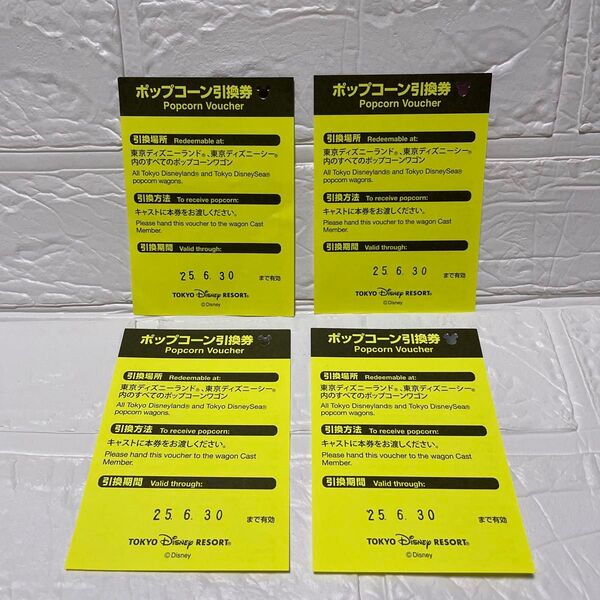 ポップコーン引換券
Popcorn Voucher
引換場所 Redeemable at:
東京ディズニーランド®、東京ディズニーシー®
内のすべてのポップコーンワゴン
All Tokyo Disneyland® and Tokyo DisneySea®
popcorn wagons.
引換方法 To receive popcorn:
キャストに本券をお渡しください。
Please hand this voucher to the wagon Cast
Member.
引換期間 Valid through:
'25. 6. 30 まで有効
TOKYO Disney RESORT®
©Disney
ポップコーン引換券
Popcorn Voucher
引換場所 Redeemable at:
東京ディズニーランド®、東京ディズニーシー®
内のすべてのポップコーンワゴン
All Tokyo Disneyland® and Tokyo DisneySea®
popcorn wagons.
引換方法 To receive popcorn:
キャストに本券をお渡しください。
Please hand this voucher to the wagon Cast
Member.
引換期間 Valid through:
25. 6. 30 まで有効
TOKYO Disney RESORT®
©Disney
ポップコーン引換券
Popcorn Voucher
引換場所 Redeemable at:
東京ディズニーランド®、東京ディズニーシー®
内のすべてのポップコーンワゴン
All Tokyo Disneyland® and Tokyo DisneySea®
popcorn wagons.
引換方法 To receive popcorn:
キャストに本券をお渡しください。
Please hand this voucher to the wagon Cast
Member.
引換期間 Valid through:
25. 6. 30 まで有効
TOKYO Disney RESORT®
©Disney
ポップコーン引換券
Popcorn Voucher
引換場所 Redeemable at:
東京ディズニーランド®、東京ディズニーシー®
内のすべてのポップコーンワゴン
All Tokyo Disneyland® and Tokyo DisneySea®
popcorn wagons.
引換方法 To receive popcorn:
キャストに本券をお渡しください。
Please hand this voucher to the wagon Cast
Member.
引換期間 Valid through:
'25. 6. 30 まで有効
TOKYO Disney RESORT®
©Disney